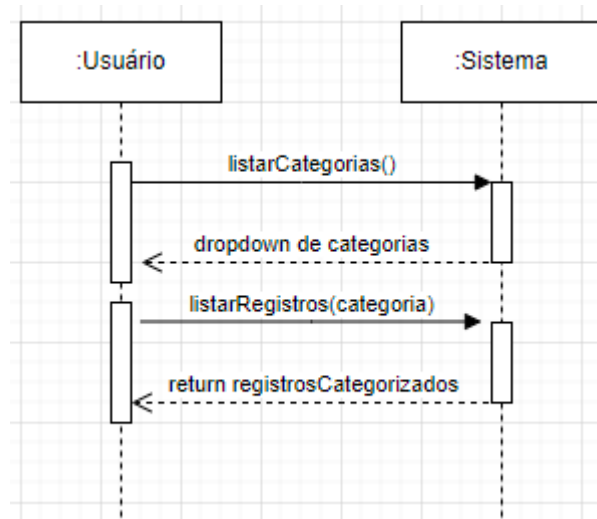 :Usuário
:Sistema
listarCategorias()
dropdown de categorias
listarRegistros(categoria)
return registrosCategorizados